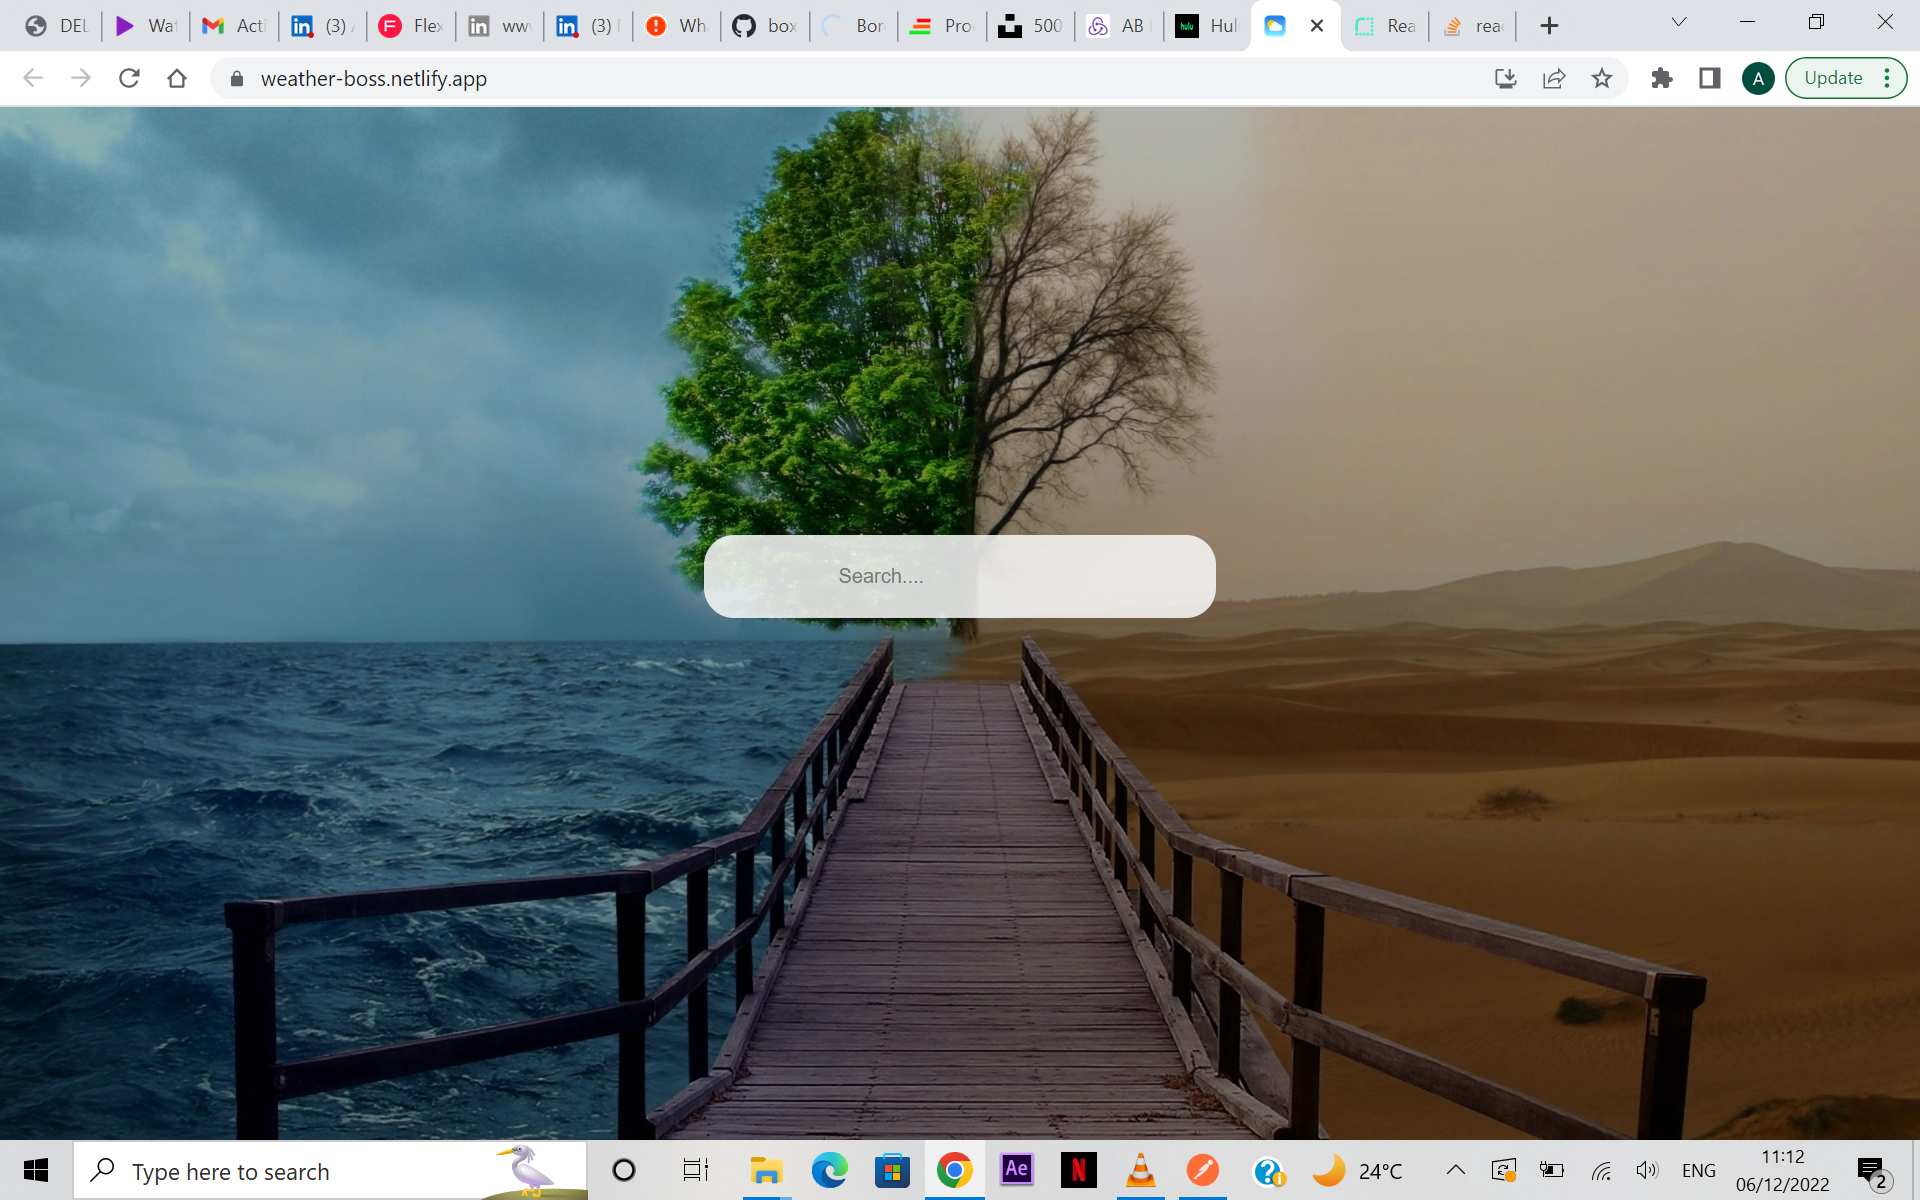 DEL Wat Acti (3) Flex ww (3) Wh box Bor Pro 500 AB Hul Rea rea
weather-boss.netlify.app
A Update
Search....
Type here to search
Ae N 24°C ENG 11:12
06/12/2022 2